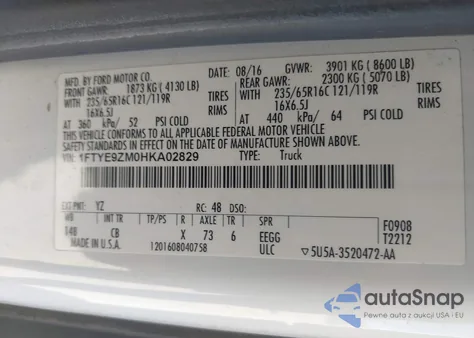 MFD. BY FORD MOTOR CO.
DATE: 08/16 GVWR: 3901 KG ( 8600 LB)
FRONT GAWR: 1873 KG ( 4130 LB) REAR GAWR: 2300 KG ( 5070 LB)
WITH 235/65R16C 121/119R TIRES WITH 235/65R16C 121/119R TIRES
16X6.5J RIMS 16X6.5J RIMS
AT 360 kPa/ 52 PSI COLD AT 440 kPa/ 64 PSI COLD
THIS VEHICLE CONFORMS TO ALL APPLICABLE FEDERAL MOTOR VEHICLE
SAFETY STANDARDS IN EFFECT ON THE DATE OF MANUFACTURE SHOWN ABOVE.
VIN: 1FTYE9ZM0HKA02829 TYPE: Truck
EXT PNT: YZ RC: 48 DSO: F0908
WB INT TR TP/PS R AXLE TR SPR T2212
148 CB X 73 6 EEGG
MADE IN U.S.A. 1201608040758 ULC ▽5U5A-3520472-AA
autoSnap
Pewne auta z aukcji USA i EU